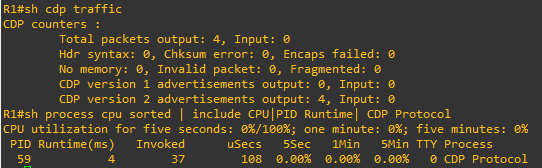 R1#sh cdp traffic
CDP counters :
Total packets output: 4, Input: 0
Hdr syntax: 0, Chksum error: 0, Encaps failed: 0
No memory: 0, Invalid packet: 0, Fragmented: 0
CDP version 1 advertisements output: 0, Input: 0
CDP version 2 advertisements output: 4, Input: 0
R1#sh process cpu sorted | include CPU|PID Runtime| CDP Protocol
CPU utilization for five seconds: 0%/100%; one minute: 0%; five minutes: 0%
PID Runtime(ms) Invoked uSecs 5Sec 1Min 5Min TTY Process
59 4 37 108 0.00% 0.00% 0.00% 0 CDP Protocol